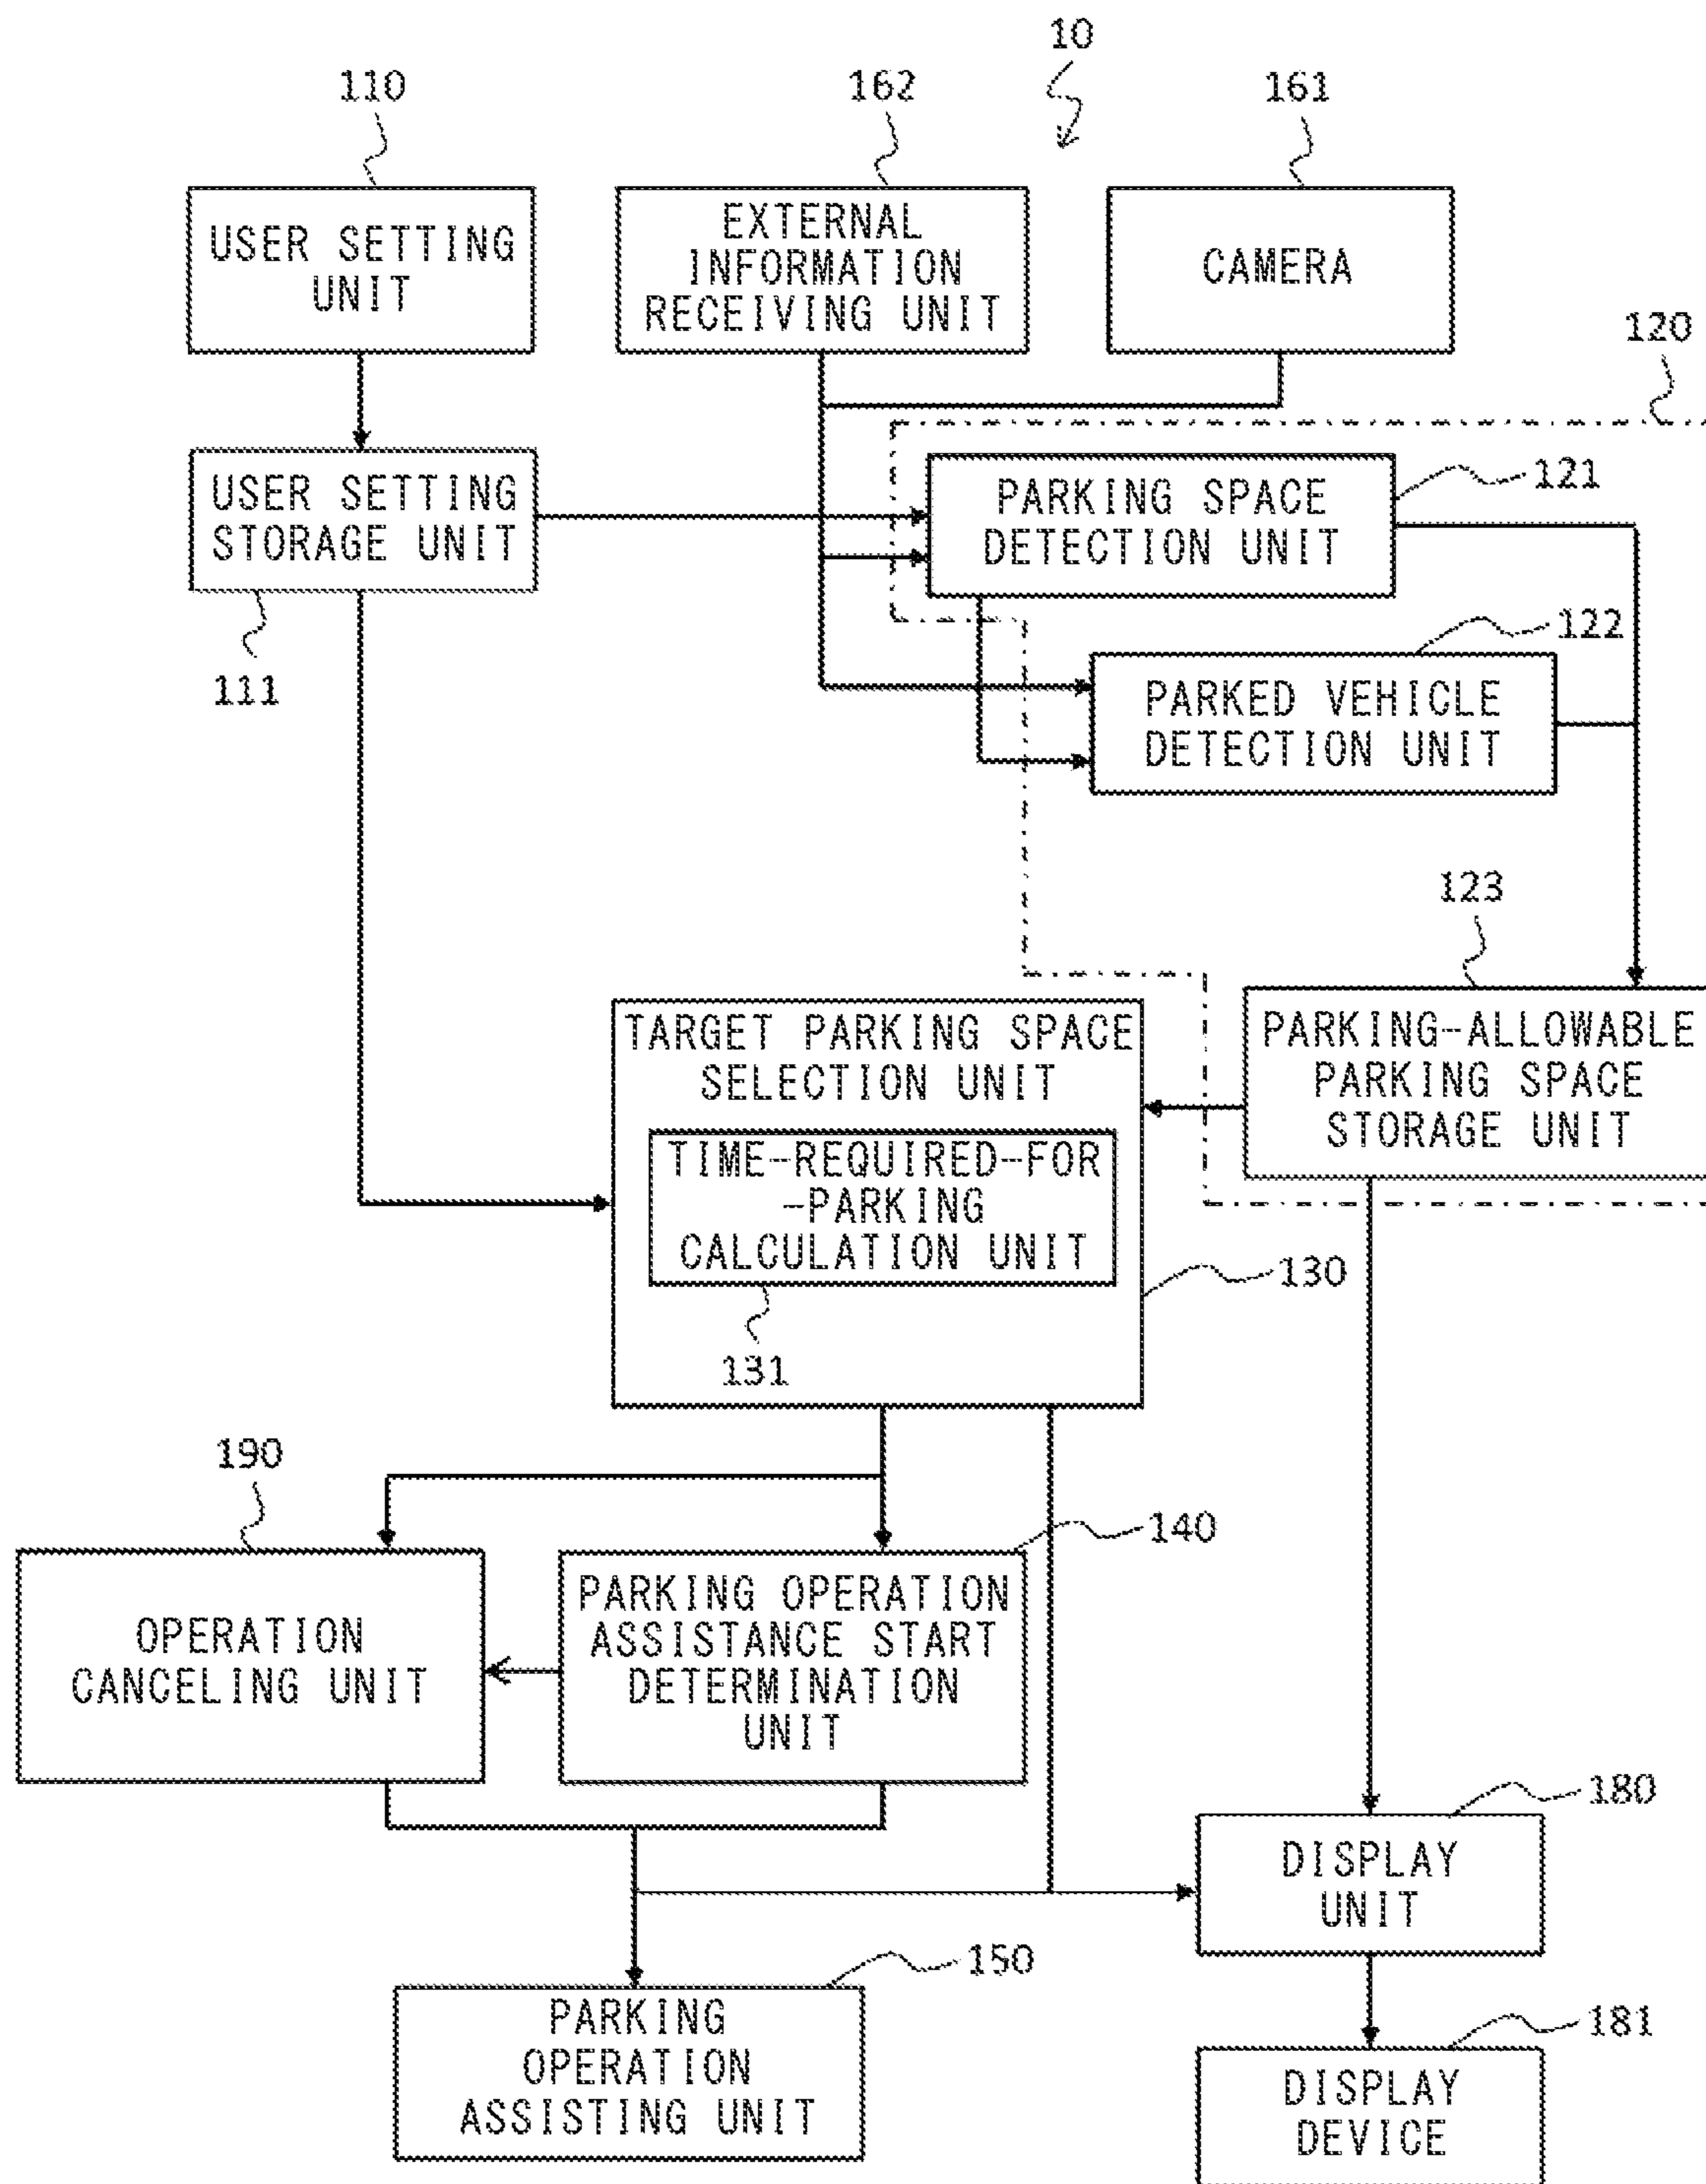 10
110
162
161
USER SETTING
UNIT
EXTERNAL
INFORMATION
RECEIVING UNIT
CAMERA
120
USER SETTING
STORAGE UNIT
111
PARKING SPACE
DETECTION UNIT
121
122
PARKED VEHICLE
DETECTION UNIT
123
PARKING-ALLOWABLE
PARKING SPACE
STORAGE UNIT
TARGET PARKING SPACE
SELECTION UNIT
TIME-REQUIRED-FOR
-PARKING
CALCULATION UNIT
130
131
190
140
OPERATION
CANCELING UNIT
PARKING OPERATION
ASSISTANCE START
DETERMINATION
UNIT
180
DISPLAY
UNIT
150
PARKING
OPERATION
ASSISTING UNIT
181
DISPLAY
DEVICE